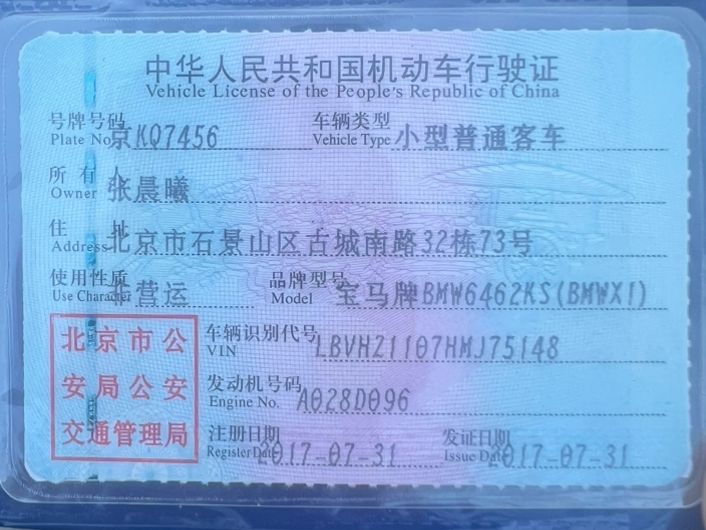 中华人民共和国机动车行驶证
Vehicle License of the People's Republic of China
号牌号码 京KQ7456 车辆类型 小型普通客车
Plate No. Vehicle Type
所有人 张晨曦
Owner
住址 北京市石景山区古城南路32栋73号
Address
使用性质 非营运 品牌型号 宝马牌BMW6462KS(BMWX1)
Use Character Model
北京市公安局公安交通管理局
车辆识别代号 LBVHZ1107HMJ75148
VIN
发动机号码 A028D096
Engine No.
注册日期 2017-07-31 发证日期 2017-07-31
Register Date Issue Date